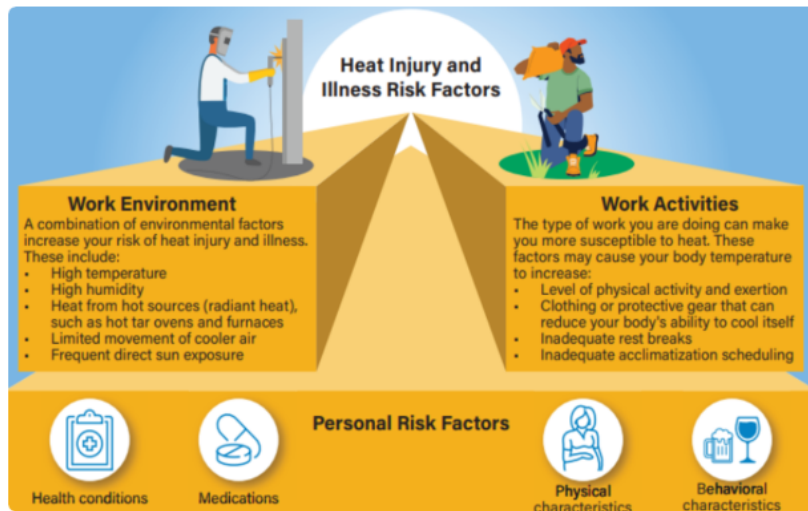 Heat Injury and
Illness Risk Factors
Work Environment
A combination of environmental factors
increase your risk of heat injury and illness.
These include:
• High temperature
• High humidity
• Heat from hot sources (radiant heat),
such as hot tar ovens and furnaces
• Limited movement of cooler air
• Frequent direct sun exposure
Work Activities
The type of work you are doing can make
you more susceptible to heat. These
factors may cause your body temperature
to increase:
• Level of physical activity and exertion
• Clothing or protective gear that can
reduce your body's ability to cool itself
• Inadequate rest breaks
• Inadequate acclimatization scheduling
Personal Risk Factors
Health conditions
Medications
Physical
characteristics
Behavioral
characteristics